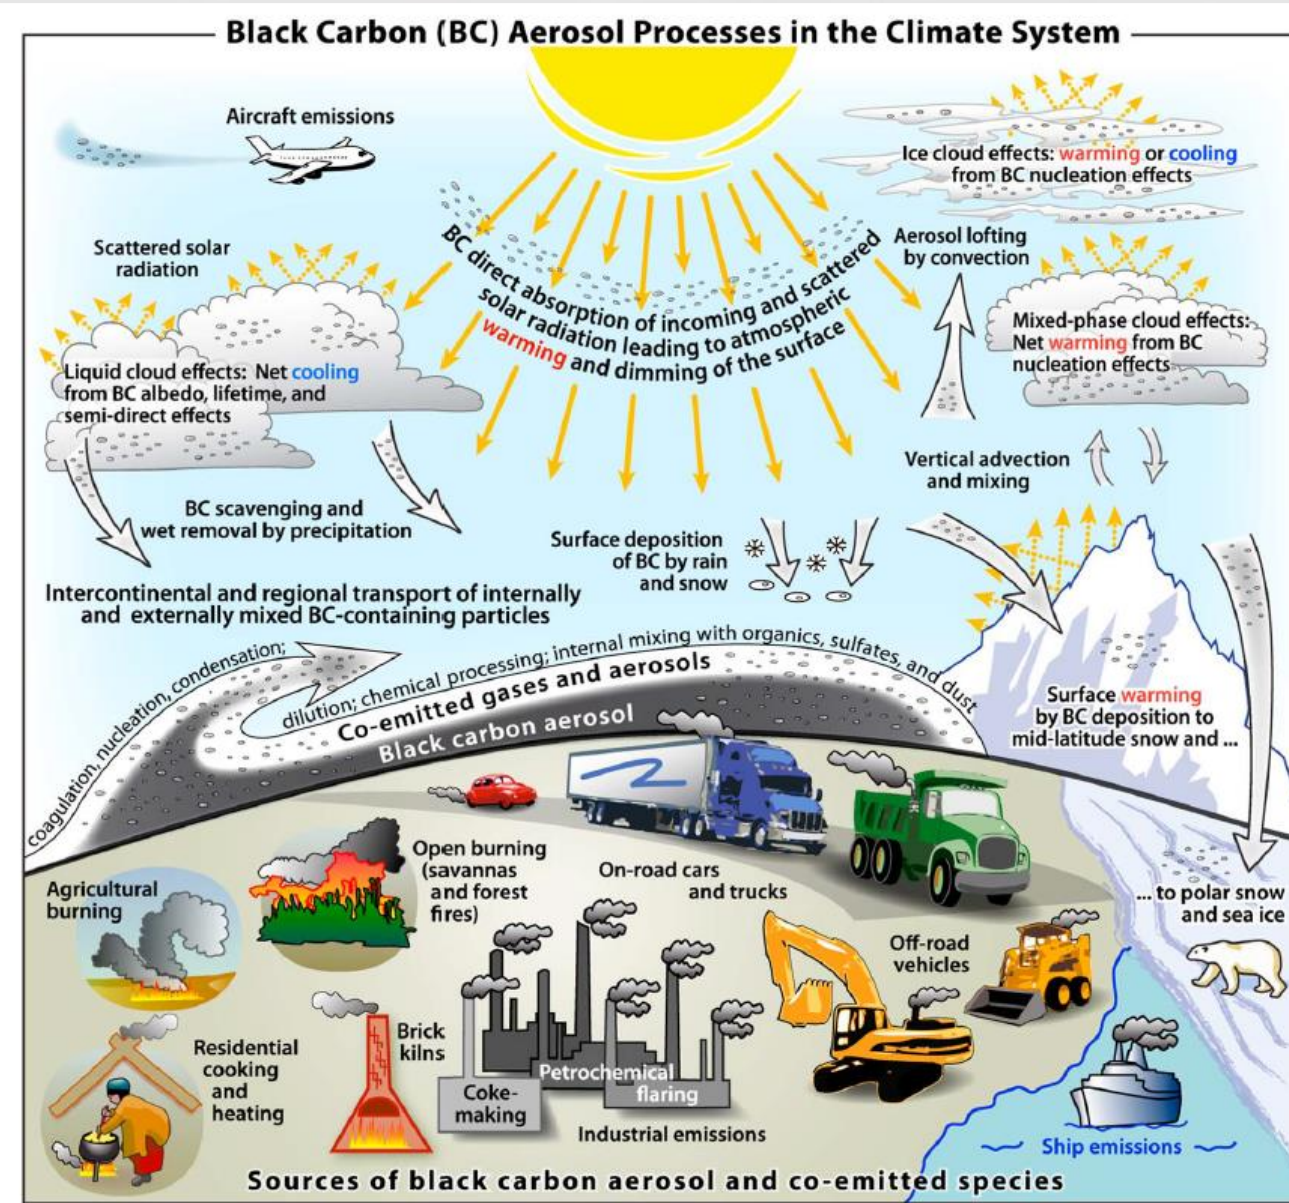 Black Carbon (BC) Aerosol Processes in the Climate System
Aircraft emissions
Ice cloud effects: warming or cooling
from BC nucleation effects
Scattered solar
radiation
BC direct absorption of incoming and scattered
solar radiation leading to atmospheric
warming and dimming of the surface
Aerosol lofting
by convection
Mixed-phase cloud effects:
Net warming from BC
nucleation effects
Liquid cloud effects: Net cooling
from BC albedo, lifetime, and
semi-direct effects
Vertical advection
and mixing
BC scavenging and
wet removal by precipitation
Surface deposition
of BC by rain
and snow
Intercontinental and regional transport of internally
and externally mixed BC-containing particles
coagulation, nucleation, condensation;
dilution; chemical processing; internal mixing with organics, sulfates, and dust
Co-emitted gases and aerosols
Black carbon aerosol
Surface warming
by BC deposition to
mid-latitude snow and ...
... to polar snow
and sea ice
Agricultural
burning
Open burning
(savannas
and forest
fires)
On-road cars
and trucks
Off-road
vehicles
Residential
cooking
and
heating
Brick
kilns
Coke-
making
Petrochemical
flaring
Industrial emissions
Ship emissions
Sources of black carbon aerosol and co-emitted species